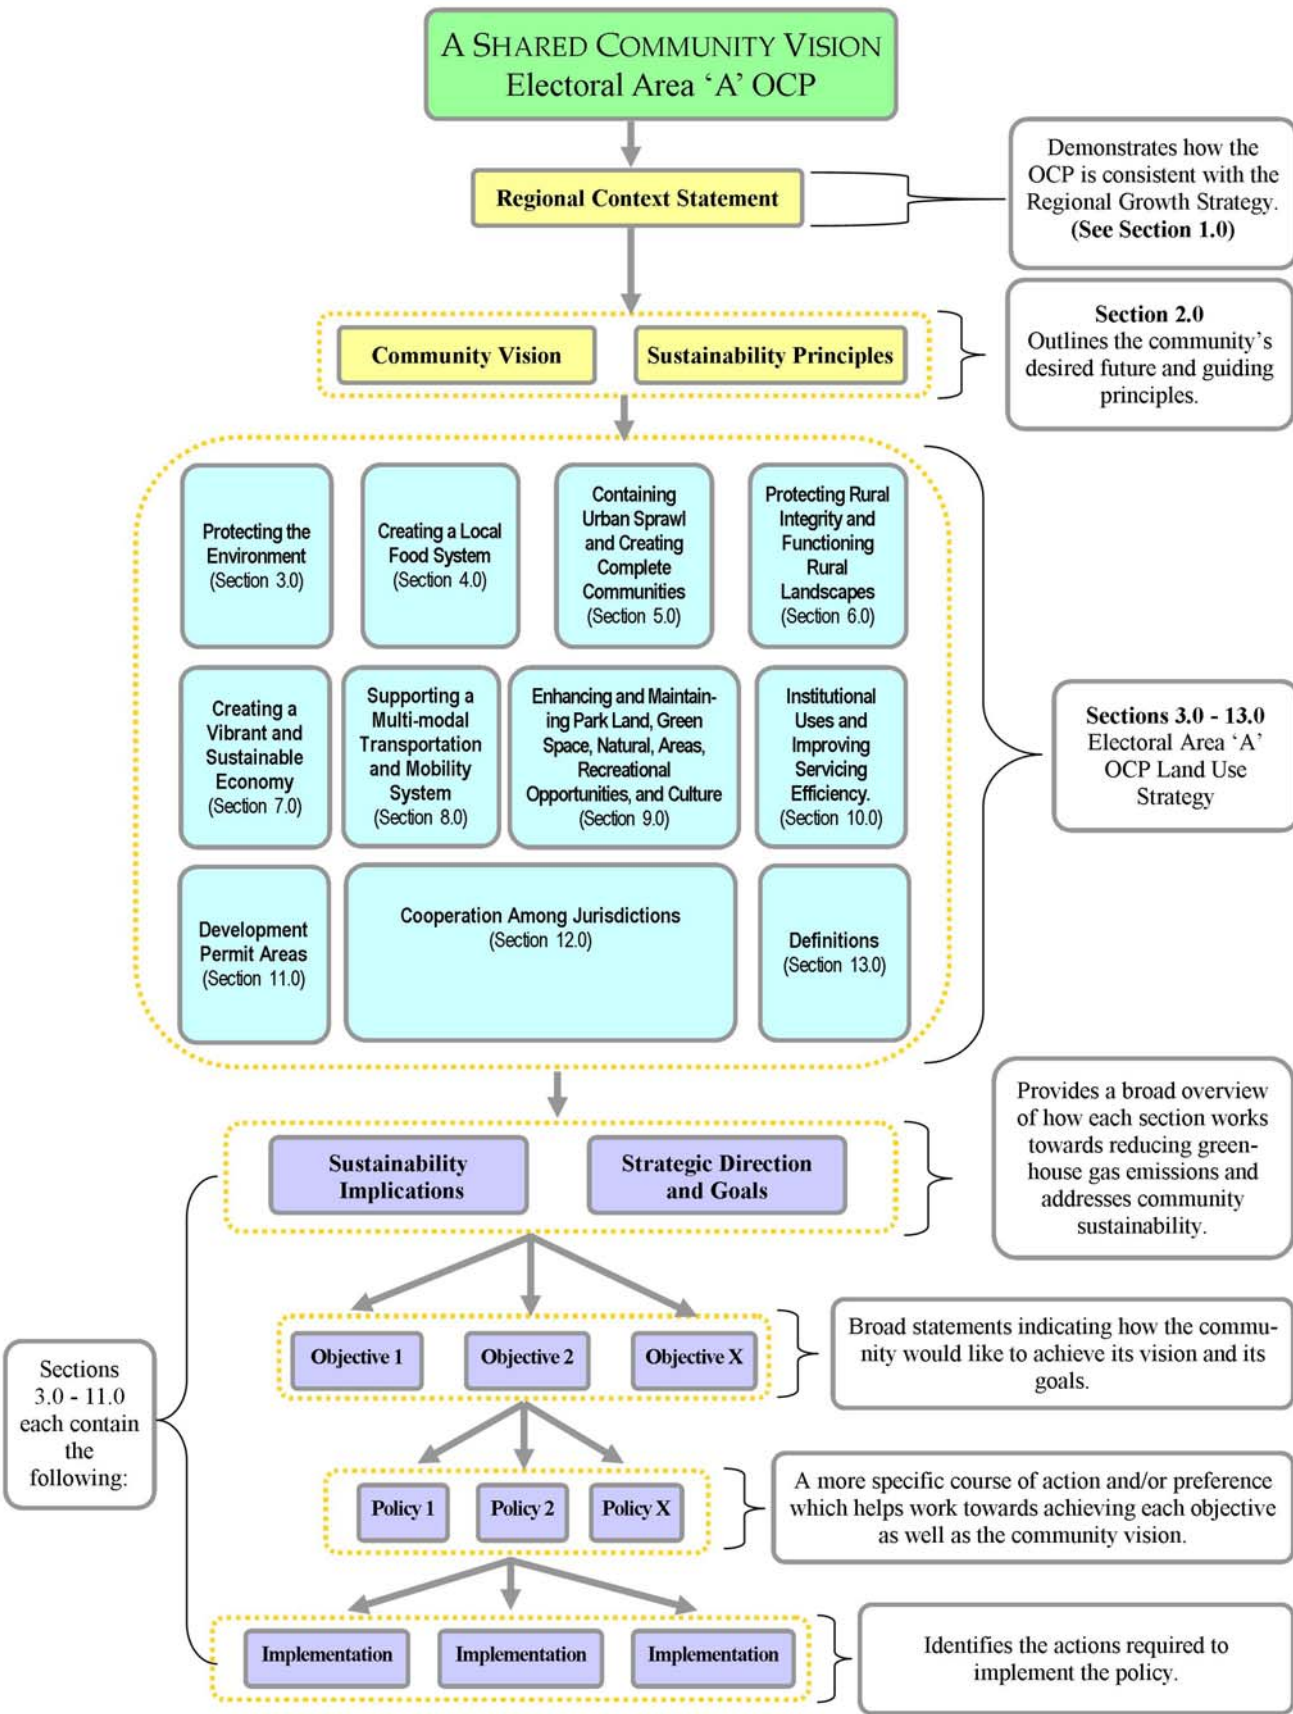 A SHARED COMMUNITY VISION
Electoral Area ‘A’ OCP
Regional Context Statement
Demonstrates how the
OCP is consistent with the
Regional Growth Strategy.
(See Section 1.0)
Community Vision
Sustainability Principles
Section 2.0
Outlines the community’s
desired future and guiding
principles.
Protecting the
Environment
(Section 3.0)
Creating a Local
Food System
(Section 4.0)
Containing
Urban Sprawl
and Creating
Complete
Communities
(Section 5.0)
Protecting Rural
Integrity and
Functioning
Rural
Landscapes
(Section 6.0)
Creating a
Vibrant and
Sustainable
Economy
(Section 7.0)
Supporting a
Multi-modal
Transportation
and Mobility
System
(Section 8.0)
Enhancing and Maintain-
ing Park Land, Green
Space, Natural, Areas,
Recreational
Opportunities, and Culture
(Section 9.0)
Institutional
Uses and
Improving
Servicing
Efficiency.
(Section 10.0)
Sections 3.0 - 13.0
Electoral Area ‘A’
OCP Land Use
Strategy
Development
Permit Areas
(Section 11.0)
Cooperation Among Jurisdictions
(Section 12.0)
Definitions
(Section 13.0)
Sustainability
Implications
Strategic Direction
and Goals
Provides a broad overview
of how each section works
towards reducing green-
house gas emissions and
addresses community
sustainability.
Sections
3.0 - 11.0
each contain
the
following:
Objective 1
Objective 2
Objective X
Broad statements indicating how the commu-
nity would like to achieve its vision and its
goals.
Policy 1
Policy 2
Policy X
A more specific course of action and/or preference
which helps work towards achieving each objective
as well as the community vision.
Implementation
Implementation
Implementation
Identifies the actions required to
implement the policy.